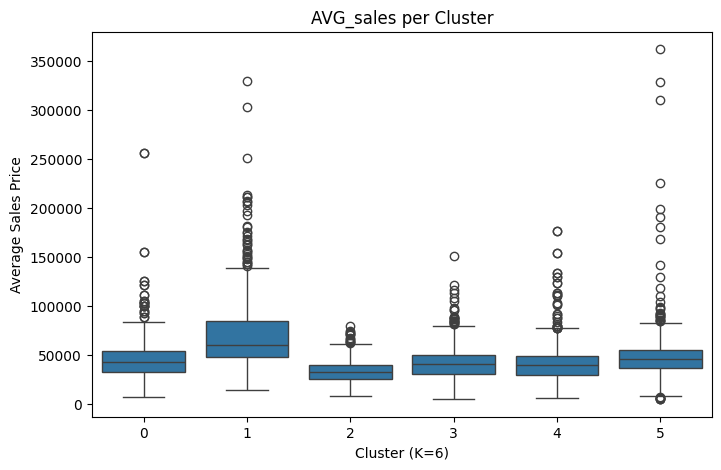 AVG_sales per Cluster
Average Sales Price
350000
300000
250000
200000
150000
100000
50000
0
0 1 2 3 4 5
Cluster (K=6)